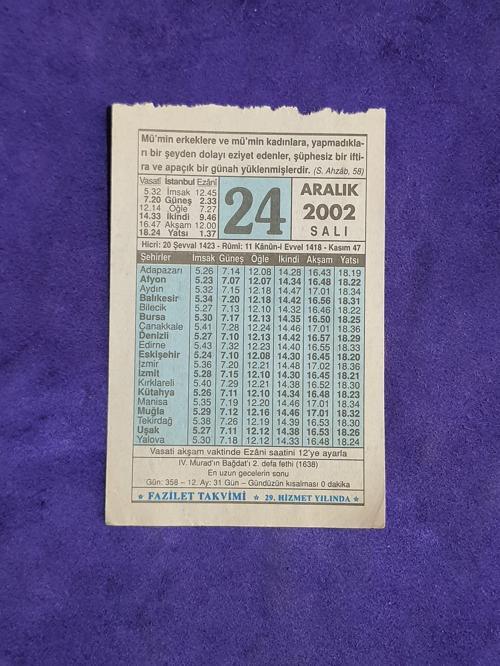 Mü'min erkeklere ve mü'min kadınlara, yapmadıkla-
rı bir şeyden dolayı eziyet edenler, şüphesiz bir ifti-
ra ve apaçık bir günah yüklenmişlerdir. (S. Ahzâb, 58)
Vasatî İstanbul Ezânî
5.32 İmsak 12.45
7.20 Güneş 2.33
12.14 Öğle 7.27
14.33 İkindi 9.46
16.47 Akşam 12.00
18.24 Yatsı 1.37
24
ARALIK
2002
SALI
Hicri: 20 Şevval 1423 - Rûmî: 11 Kânûn-i Evvel 1418 - Kasım 47
Şehirler İmsak Güneş Öğle İkindi Akşam Yatsı
Adapazarı 5.26 7.14 12.08 14.28 16.43 18.19
Afyon 5.23 7.07 12.07 14.34 16.48 18.22
Aydın 5.32 7.15 12.18 14.47 17.01 18.34
Balıkesir 5.34 7.20 12.18 14.42 16.56 18.31
Bilecik 5.27 7.13 12.10 14.32 16.46 18.22
Bursa 5.30 7.17 12.13 14.35 16.50 18.25
Çanakkale 5.41 7.28 12.24 14.46 17.01 18.36
Denizli 5.27 7.10 12.13 14.42 16.57 18.29
Edirne 5.43 7.32 12.23 14.40 16.55 18.33
Eskişehir 5.24 7.10 12.08 14.30 16.45 18.20
İzmir 5.36 7.20 12.21 14.48 17.02 18.36
İzmit 5.28 7.15 12.10 14.30 16.45 18.21
Kırklareli 5.40 7.29 12.21 14.38 16.52 18.30
Kütahya 5.26 7.11 12.10 14.34 16.48 18.23
Manisa 5.35 7.19 12.20 14.46 17.01 18.35
Muğla 5.29 7.12 12.16 14.46 17.01 18.32
Tekirdağ 5.38 7.26 12.19 14.39 16.53 18.30
Uşak 5.27 7.11 12.12 14.38 16.53 18.26
Yalova 5.30 7.18 12.12 14.33 16.48 18.24
Vasati akşam vaktinde Ezâni saatini 12'ye ayarla
IV. Murad'ın Bağdat'ı 2. defa fethi (1638)
En uzun gecelerin sonu
Gün: 358 – 12. Ay: 31 Gün – Gündüzün kısalması 0 dakika
★ FAZİLET TAKVİMİ ★ 29. HİZMET YILINDA ★